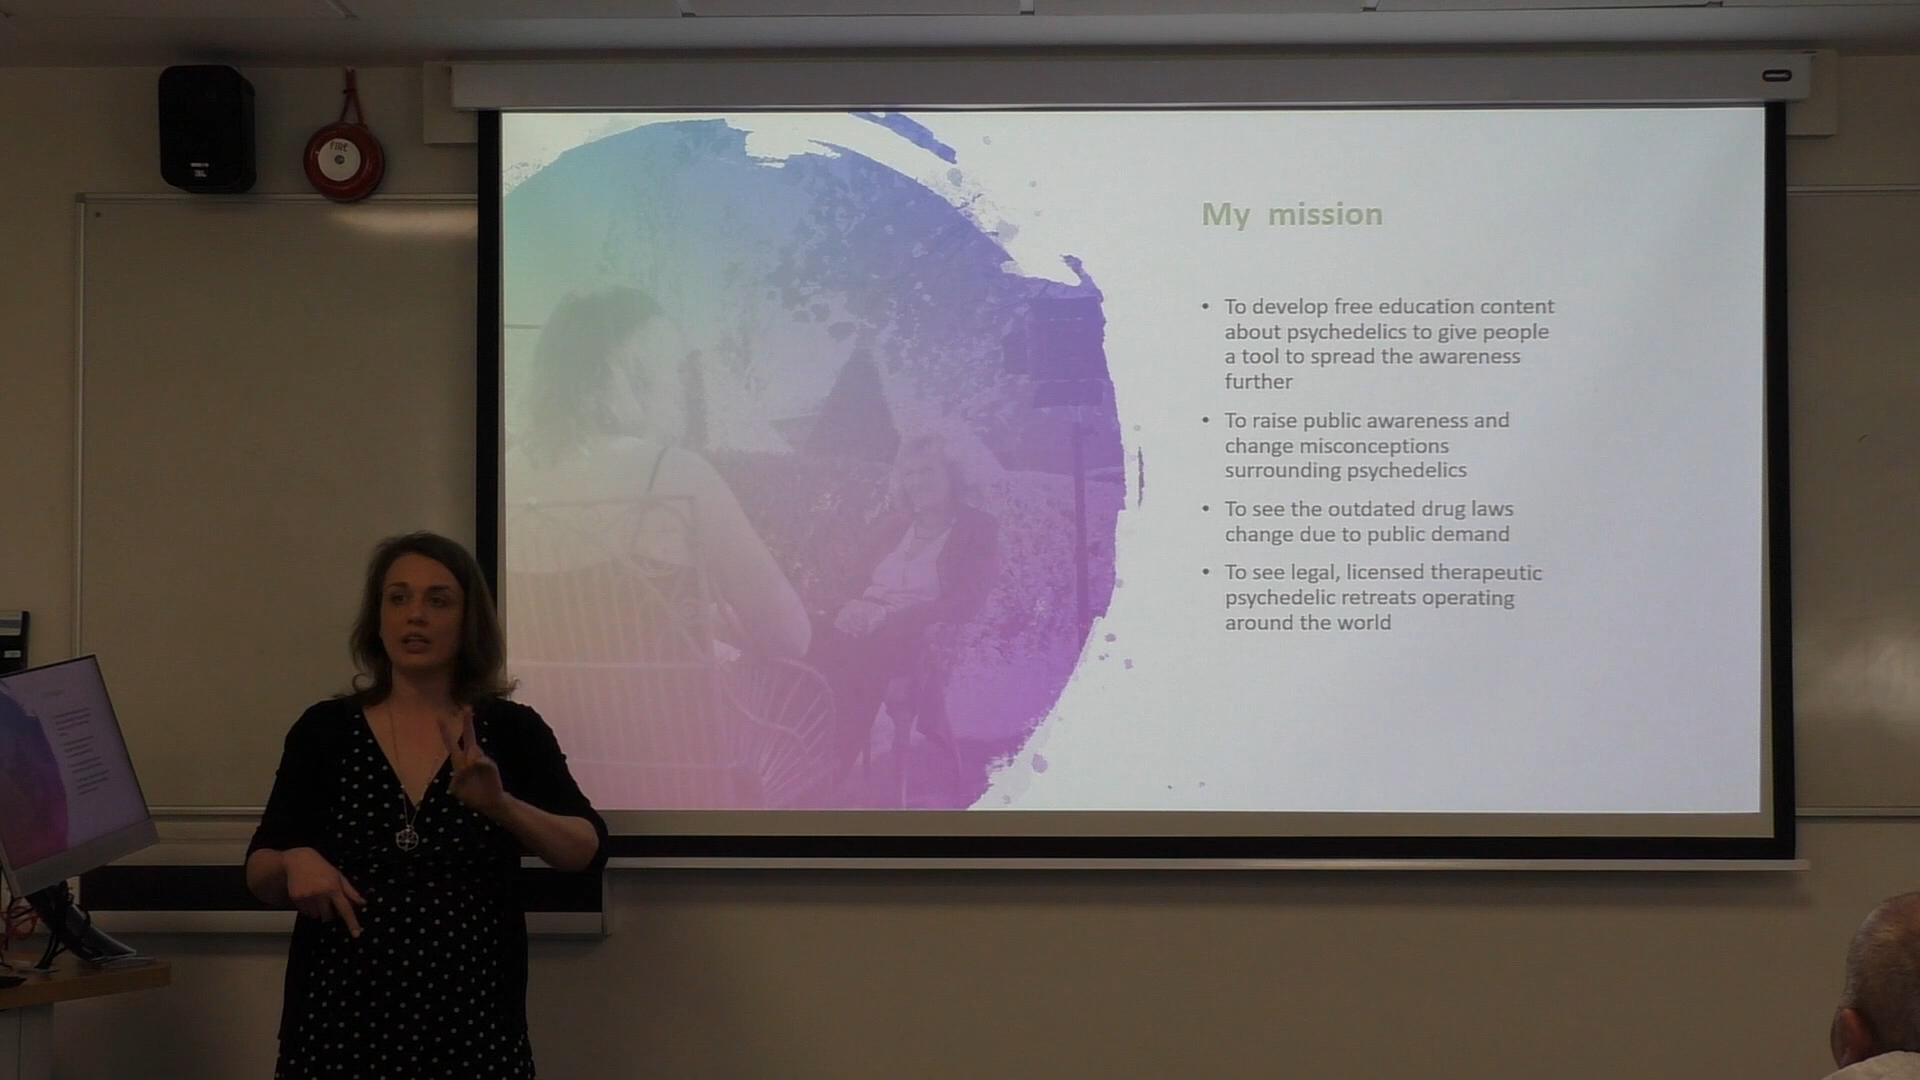 FIRE
JBL
My mission
• To develop free education content
about psychedelics to give people
a tool to spread the awareness
further
• To raise public awareness and
change misconceptions
surrounding psychedelics
• To see the outdated drug laws
change due to public demand
• To see legal, licensed therapeutic
psychedelic retreats operating
around the world